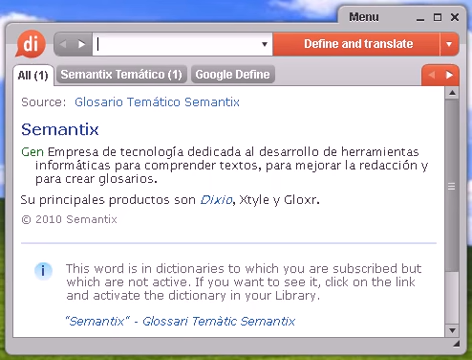 Menu
di
Define and translate
All (1)
Semantix Temático (1)
Google Define
Source: Glosario Temático Semantix
Semantix
Gen Empresa de tecnología dedicada al desarrollo de herramientas
informáticas para comprender textos, para mejorar la redacción y
para crear glosarios.
Su principales productos son Dixio, Xtyle y Gloxr.
© 2010 Semantix
i
This word is in dictionaries to which you are subscribed but
which are not active. If you want to see it, click on the link
and activate the dictionary in your Library.
"Semantix" - Glossari Temàtic Semantix